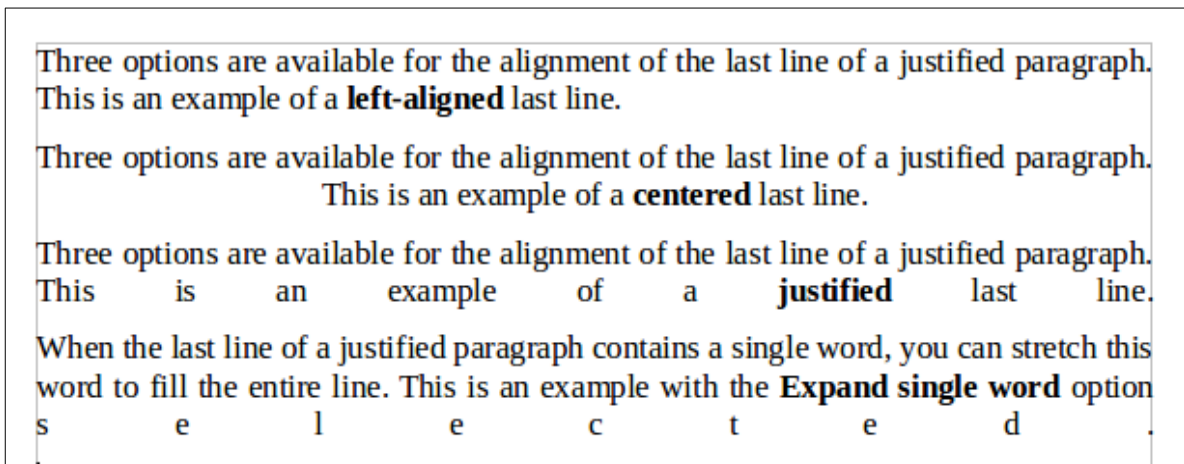 Three options are available for the alignment of the last line of a justified paragraph.
This is an example of a left-aligned last line.
Three options are available for the alignment of the last line of a justified paragraph.
This is an example of a centered last line.
Three options are available for the alignment of the last line of a justified paragraph.
This is an example of a justified last line.
When the last line of a justified paragraph contains a single word, you can stretch this
word to fill the entire line. This is an example with the Expand single word option
s e l e c t e d .